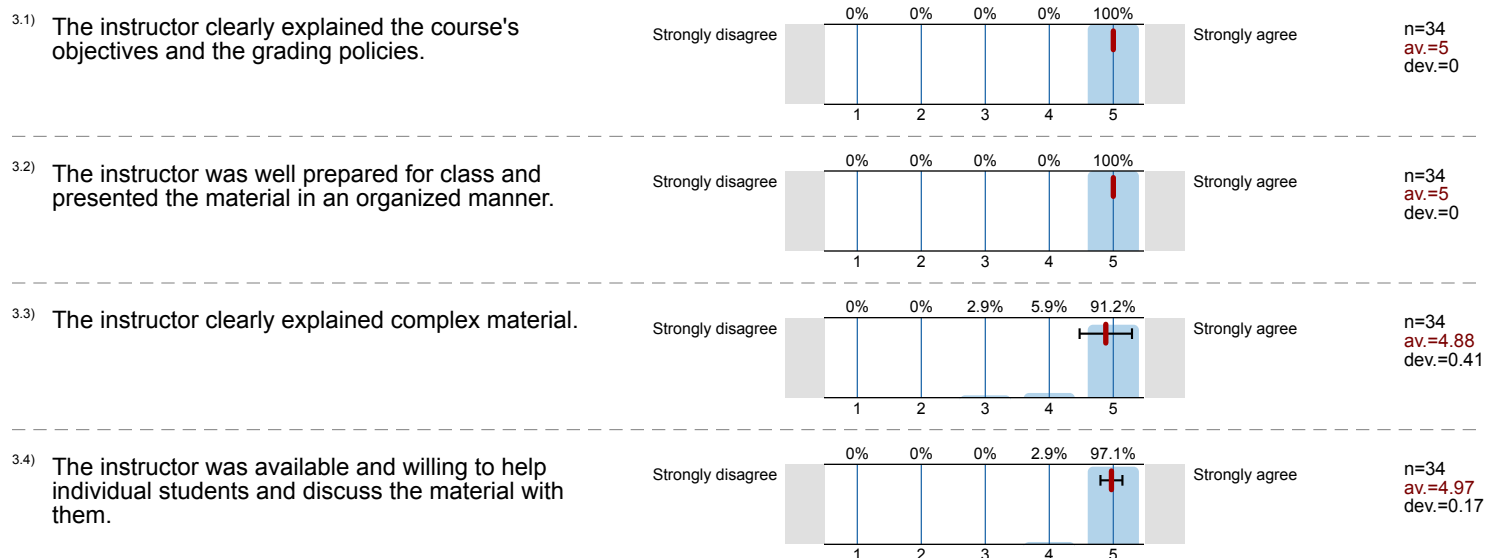 3.1) The instructor clearly explained the course's
objectives and the grading policies.
0% 0% 0% 0% 100%
Strongly disagree Strongly agree
1 2 3 4 5
n=34
av.=5
dev.=0
3.2) The instructor was well prepared for class and
presented the material in an organized manner.
0% 0% 0% 0% 100%
Strongly disagree Strongly agree
1 2 3 4 5
n=34
av.=5
dev.=0
3.3) The instructor clearly explained complex material.
0% 0% 2.9% 5.9% 91.2%
Strongly disagree Strongly agree
1 2 3 4 5
n=34
av.=4.88
dev.=0.41
3.4) The instructor was available and willing to help
individual students and discuss the material with
them.
0% 0% 0% 2.9% 97.1%
Strongly disagree Strongly agree
1 2 3 4 5
n=34
av.=4.97
dev.=0.17